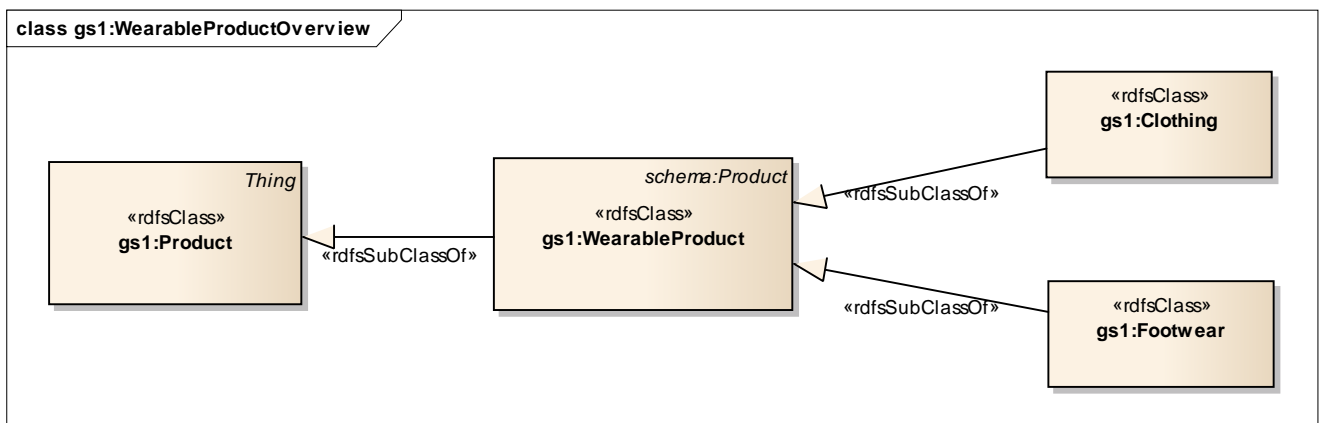 class gs1:WearableProductOverview
Thing
«rdfsClass»
gs1:Product
«rdfsSubClassOf»
schema:Product
«rdfsClass»
gs1:WearableProduct
«rdfsSubClassOf»
«rdfsSubClassOf»
«rdfsClass»
gs1:Clothing
«rdfsClass»
gs1:Footwear